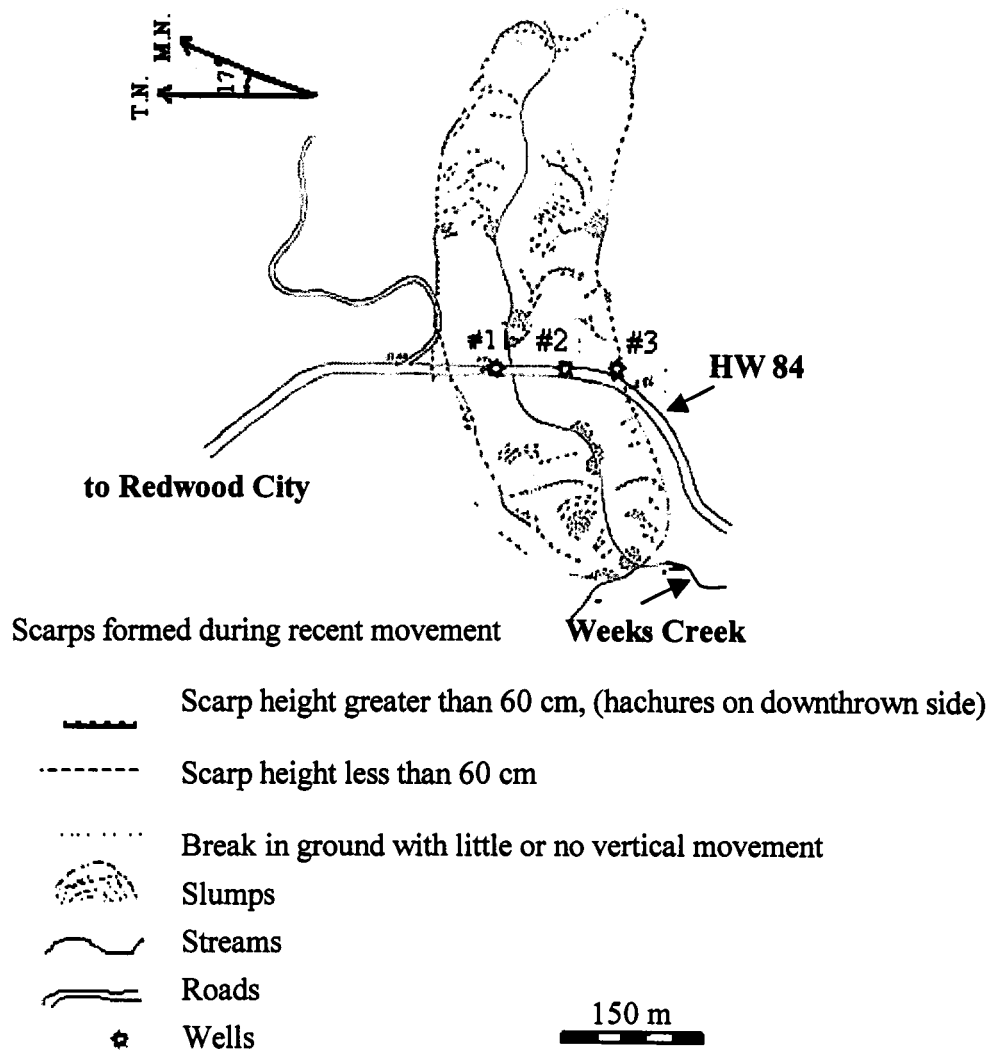 M.N.
T.N.
17°
#1
#2
#3
HW 84
to Redwood City
Weeks Creek
Scarps formed during recent movement
Scarp height greater than 60 cm, (hachures on downthrown side)
Scarp height less than 60 cm
Break in ground with little or no vertical movement
Slumps
Streams
Roads
Wells
150 m